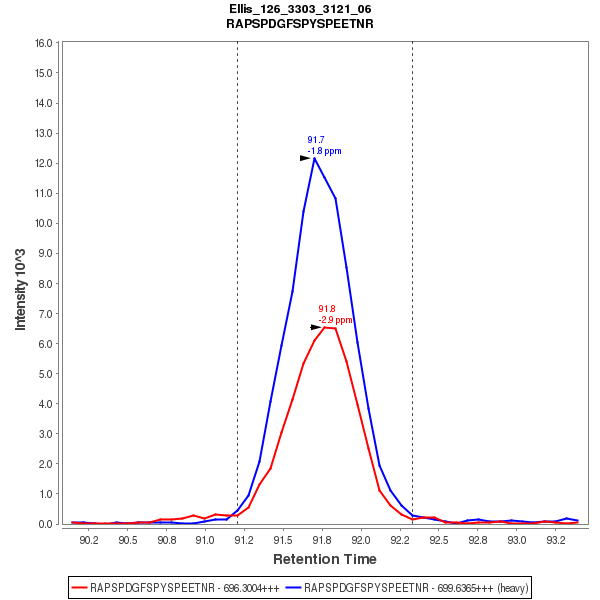 Ellis_126_3303_3121_06
RAPSPDGFSPYSPEETNR
16.0
15.0
14.0
13.0
12.0
11.0
10.0
9.0
8.0
7.0
6.0
5.0
4.0
3.0
2.0
1.0
0.0
Intensity 10^3
91.7
-1.8 ppm
91.8
-2.9 ppm
90.2 90.5 90.8 91.0 91.2 91.5 91.8 92.0 92.2 92.5 92.8 93.0 93.2
Retention Time
RAPSPDGFSPYSPEETNR - 696.3004+++ RAPSPDGFSPYSPEETNR - 699.6365+++ (heavy)